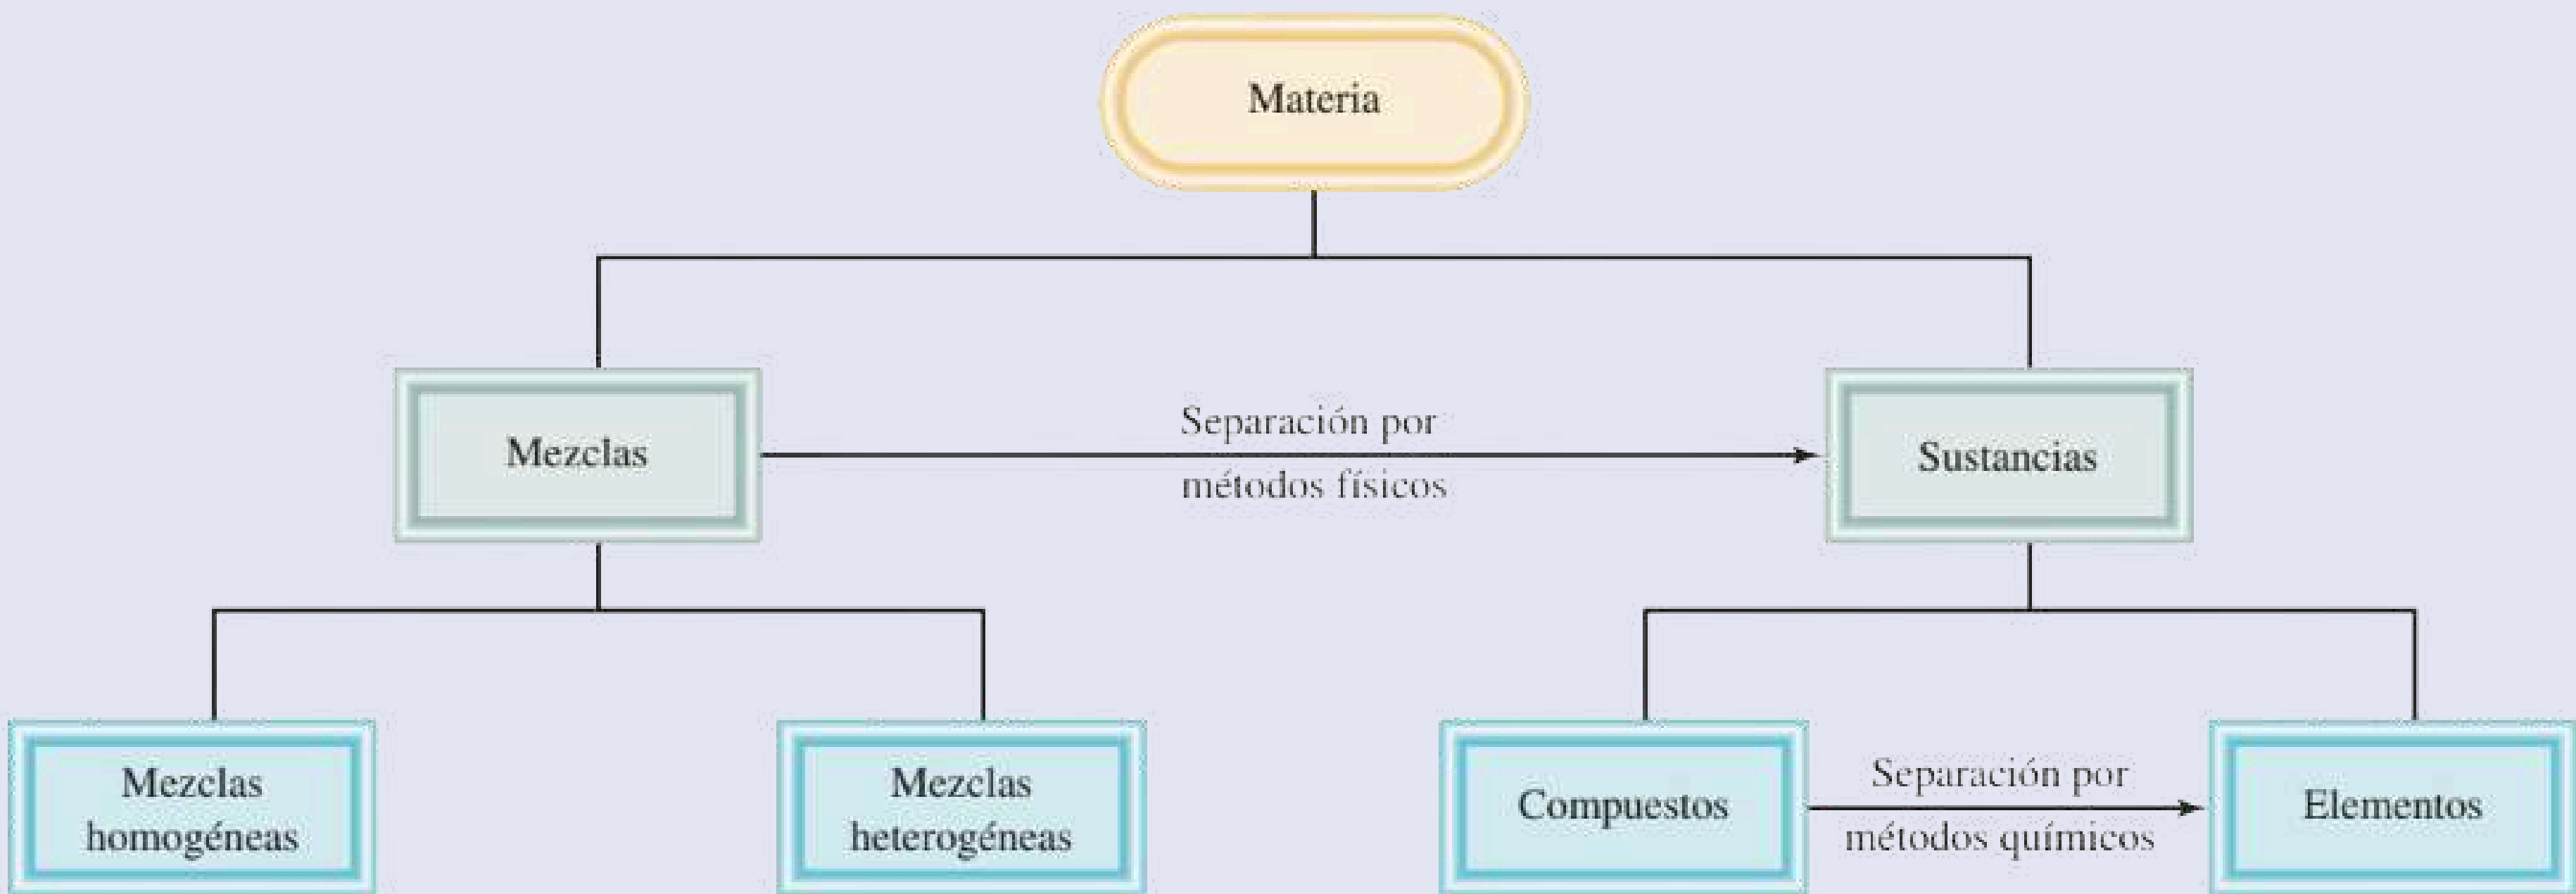 Materia
Mezclas
Separación por
métodos físicos
Sustancias
Mezclas
homogéneas
Mezclas
heterogéneas
Compuestos
Separación por
métodos químicos
Elementos